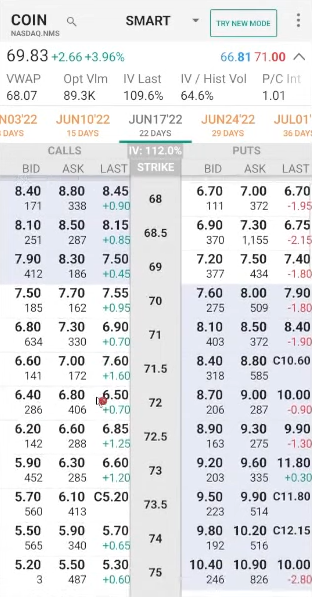 COIN SMART TRY NEW MODE
NASDAQ.NMS
69.83 +2.66 +3.96% 66.81 71.00
VWAP Opt Vlm IV Last IV / Hist Vol P/C Int
68.07 89.3K 109.6% 64.6% 1.01
N03'22 JUN10'22 JUN17'22 JUN24'22 JUL01'
DAYS 15 DAYS 22 DAYS 29 DAYS 36 DAYS
CALLS IV: 112.0% PUTS
BID ASK LAST STRIKE BID ASK LAST
8.40 8.80 8.45 68 6.70 7.00 6.70
171 338 +0.90 111 372 -1.95
8.10 8.50 8.15 68.5 6.90 7.30 6.75
251 287 +0.85 370 1,155 -2.15
7.90 8.30 7.50 69 7.20 7.50 7.40
412 186 +0.45 377 434 -1.80
7.50 7.70 7.55 70 7.60 8.00 7.90
185 162 +0.95 275 509 -1.80
6.80 7.30 6.90 71 8.10 8.50 8.40
634 330 +0.70 403 372 -1.90
6.60 7.00 7.60 71.5 8.40 8.80 C10.60
141 172 +1.60 318 585
6.40 6.80 6.50 72 8.70 9.00 10.00
286 406 +0.70 206 287 -0.90
6.20 6.60 6.85 72.5 8.90 9.30 9.90
142 288 +1.25 163 275 -1.30
5.90 6.30 6.60 73 9.20 9.60 11.80
452 285 +1.20 203 335 +0.30
5.70 6.10 C5.20 73.5 9.50 9.90 C11.80
560 413 223 514
5.50 5.90 5.70 74 9.80 10.20 C12.15
565 340 +0.65 192 516
5.20 5.50 5.30 75 10.40 10.90 10.00
3 487 +0.60 246 826 -2.80